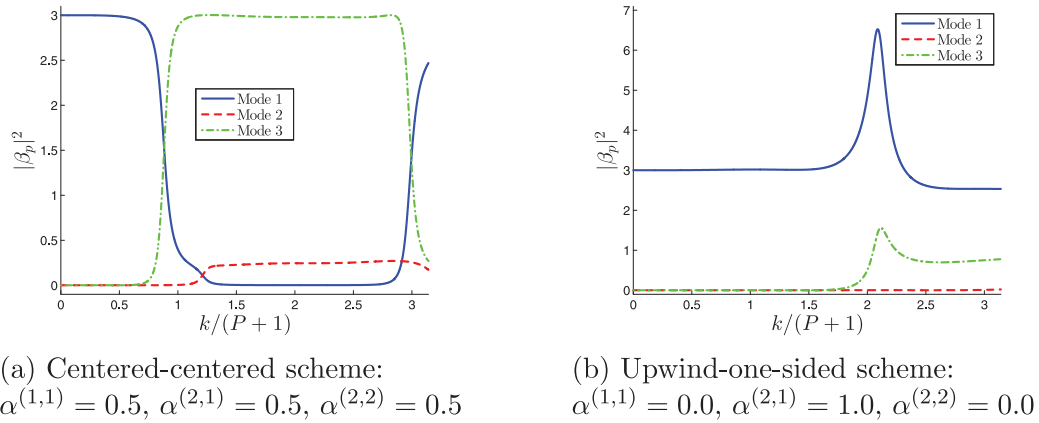 3
2.5
2
1.5
1
0.5
0
|β_p|^2
Mode 1
Mode 2
Mode 3
0 0.5 1 1.5 2 2.5 3
k/(P + 1)
7
6
5
4
3
2
1
0
|β_p|^2
Mode 1
Mode 2
Mode 3
0 0.5 1 1.5 2 2.5 3
k/(P + 1)
(a) Centered-centered scheme:
α^(1,1) = 0.5, α^(2,1) = 0.5, α^(2,2) = 0.5
(b) Upwind-one-sided scheme:
α^(1,1) = 0.0, α^(2,1) = 1.0, α^(2,2) = 0.0